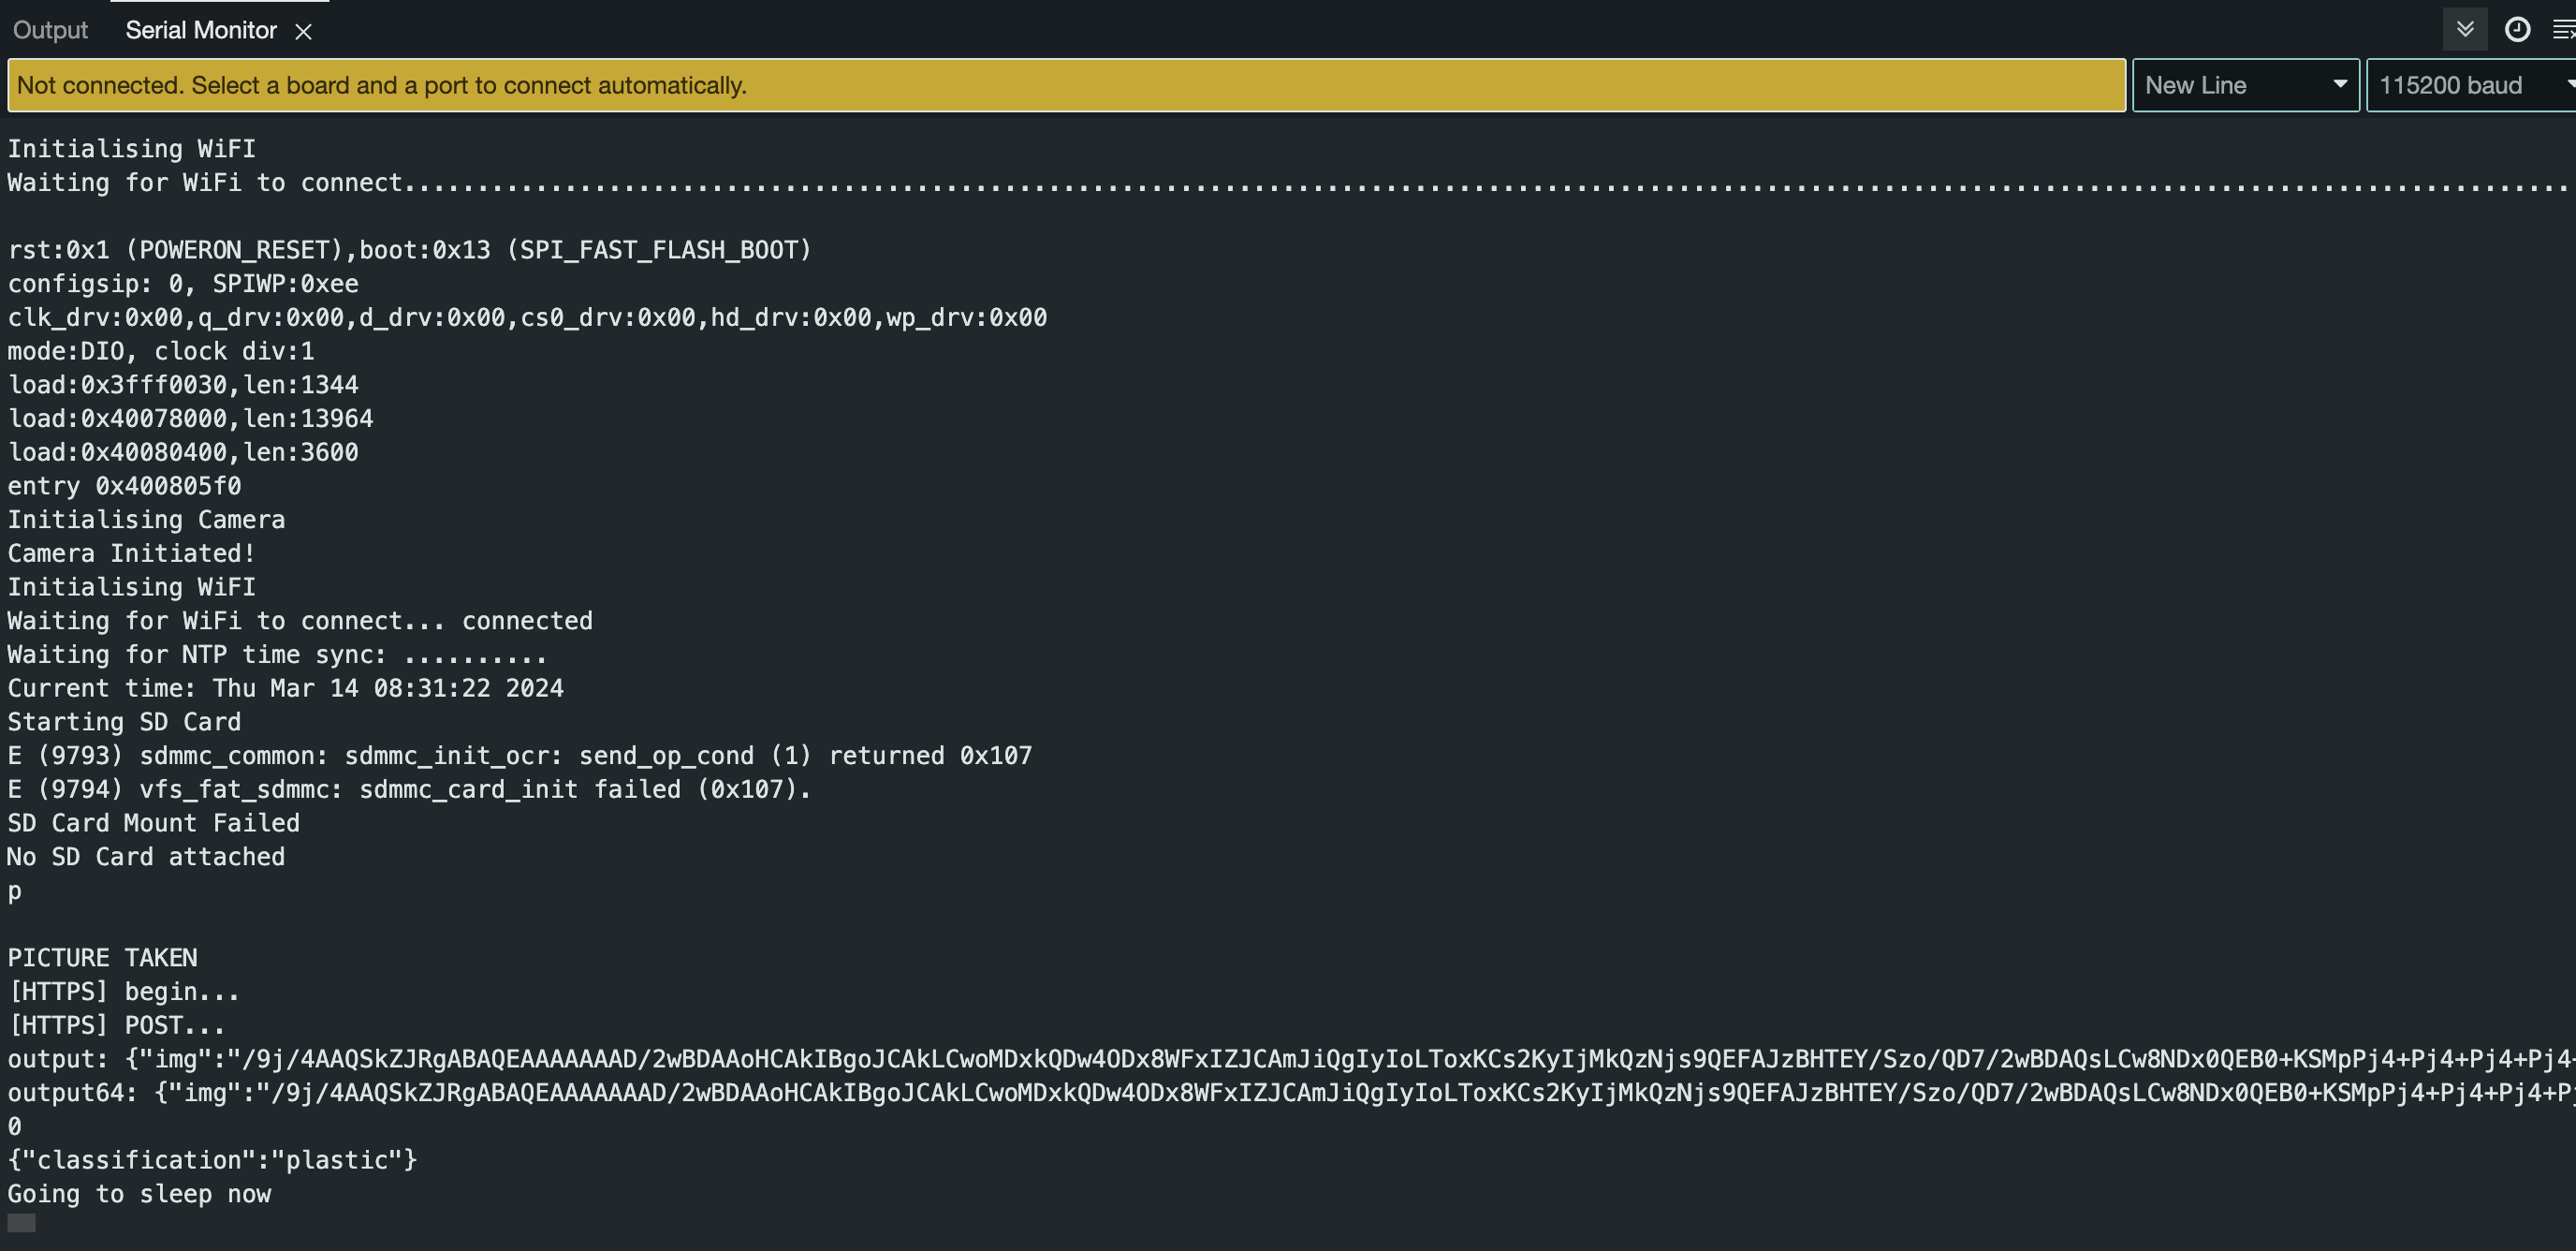 Output Serial Monitor
Not connected. Select a board and a port to connect automatically. New Line 115200 baud
Initialising WiFI
Waiting for WiFi to connect....................................................................................................................................................
rst:0x1 (POWERON_RESET),boot:0x13 (SPI_FAST_FLASH_BOOT)
configsip: 0, SPIWP:0xee
clk_drv:0x00,q_drv:0x00,d_drv:0x00,cs0_drv:0x00,hd_drv:0x00,wp_drv:0x00
mode:DIO, clock div:1
load:0x3fff0030,len:1344
load:0x40078000,len:13964
load:0x40080400,len:3600
entry 0x400805f0
Initialising Camera
Camera Initiated!
Initialising WiFI
Waiting for WiFi to connect... connected
Waiting for NTP time sync: ..........
Current time: Thu Mar 14 08:31:22 2024
Starting SD Card
E (9793) sdmmc_common: sdmmc_init_ocr: send_op_cond (1) returned 0x107
E (9794) vfs_fat_sdmmc: sdmmc_card_init failed (0x107).
SD Card Mount Failed
No SD Card attached
p
PICTURE TAKEN
[HTTPS] begin...
[HTTPS] POST...
output: {"img":"/9j/4AAQSkZJRgABAQEAAAAAAAD/2wBDAAoHCAkIBgoJCAkLCwoMDxkQDw4ODx8WFxIZJCAmJiQgIyIoLToxKCs2KyIjMkQzNjs9QEFAJzBHTEY/Szo/QD7/2wBDAQsLCw8NDx0QEB0+KSMpPj4+Pj4+Pj4+Pj4+
output64: {"img":"/9j/4AAQSkZJRgABAQEAAAAAAAD/2wBDAAoHCAkIBgoJCAkLCwoMDxkQDw4ODx8WFxIZJCAmJiQgIyIoLToxKCs2KyIjMkQzNjs9QEFAJzBHTEY/Szo/QD7/2wBDAQsLCw8NDx0QEB0+KSMpPj4+Pj4+Pj4+Pj
0
{"classification":"plastic"}
Going to sleep now